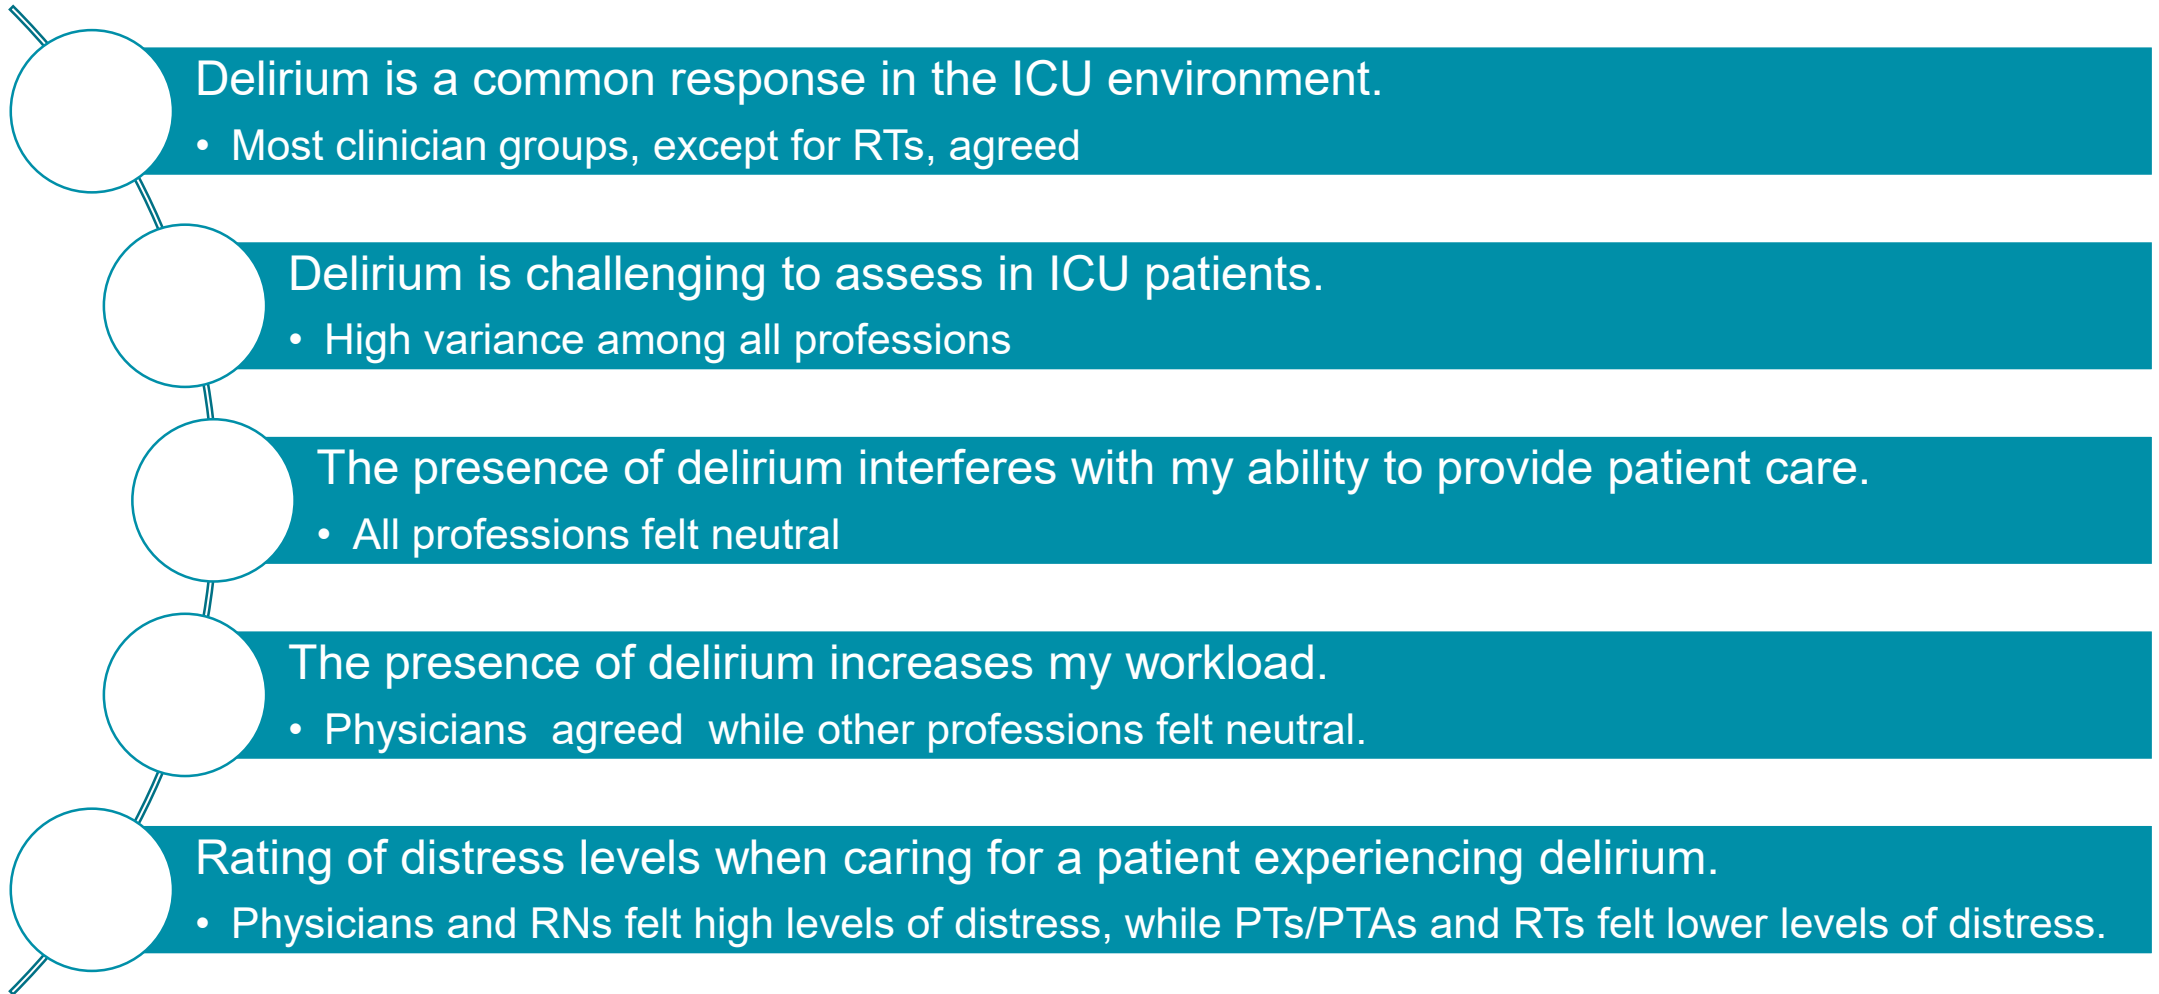 Delirium is a common response in the ICU environment.
• Most clinician groups, except for RTs, agreed
Delirium is challenging to assess in ICU patients.
• High variance among all professions
The presence of delirium interferes with my ability to provide patient care.
• All professions felt neutral
The presence of delirium increases my workload.
• Physicians  agreed  while other professions felt neutral.
Rating of distress levels when caring for a patient experiencing delirium.
• Physicians and RNs felt high levels of distress, while PTs/PTAs and RTs felt lower levels of distress.